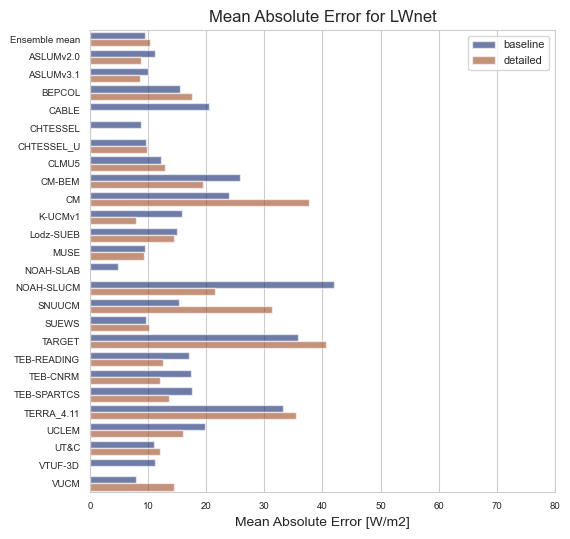 Mean Absolute Error for LWnet
baseline
detailed
Ensemble mean
ASLUMv2.0
ASLUMv3.1
BEPCOL
CABLE
CHTESSEL
CHTESSEL_U
CLMU5
CM-BEM
CM
K-UCMv1
Lodz-SUEB
MUSE
NOAH-SLAB
NOAH-SLUCM
SNUUCM
SUEWS
TARGET
TEB-READING
TEB-CNRM
TEB-SPARTCS
TERRA_4.11
UCLEM
UT&C
VTUF-3D
VUCM
0 10 20 30 40 50 60 70 80
Mean Absolute Error [W/m2]